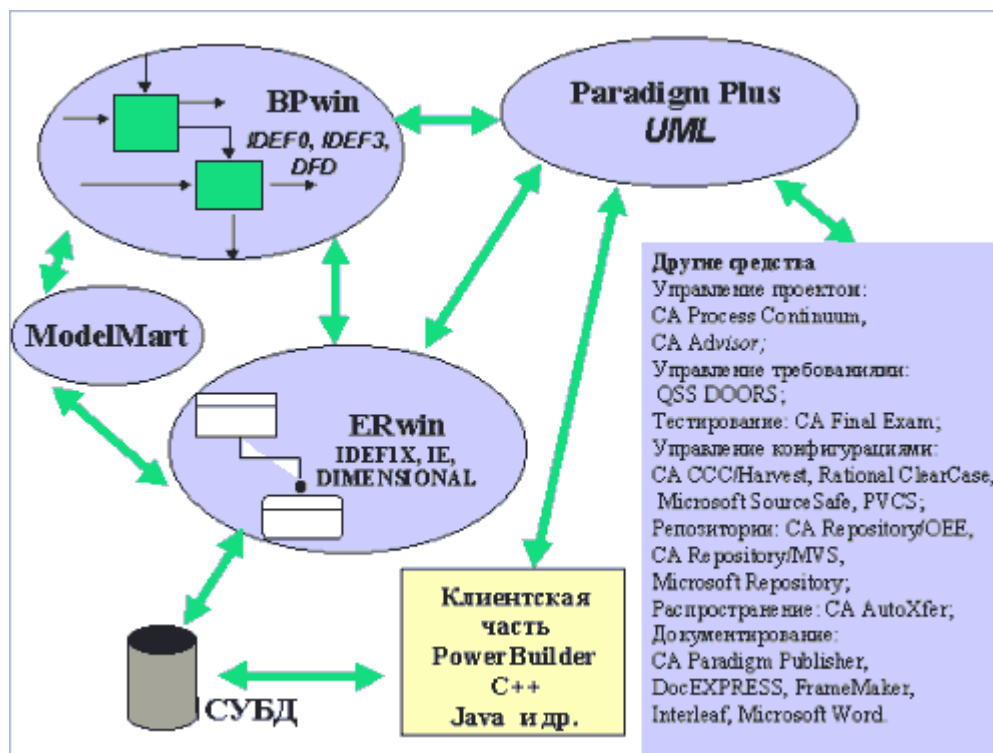 BPwin
IDEF0, IDEF3,
DFD
Paradigm Plus
UML
ModelMart
ERwin
IDEF1X, IE,
DIMENSIONAL
СУБД
Клиентская
часть
PowerBuilder
C++
Java и др.
Другие средства
Управление проектом:
CA Process Continuum,
CA Advisor;
Управление требованиями:
QSS DOORS;
Тестирование: CA Final Exam;
Управление конфигурациями:
CA CCC/Harvest, Rational ClearCase,
Microsoft SourceSafe, PVCS;
Репозитории: CA Repository/OEE,
CA Repository/MVS,
Microsoft Repository;
Распространение: CA AutoXfer;
Документирование:
CA Paradigm Publisher,
DocEXPRESS, FrameMaker,
Interleaf, Microsoft Word.